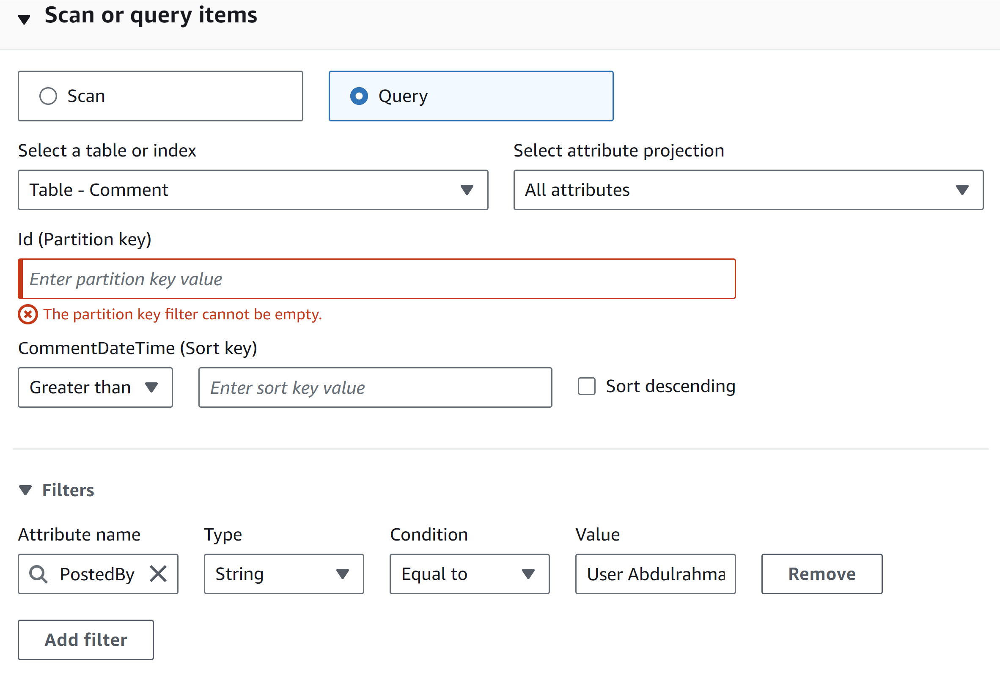 Scan or query items
Scan
Query
Select a table or index
Select attribute projection
Table - Comment
All attributes
Id (Partition key)
Enter partition key value
The partition key filter cannot be empty.
CommentDateTime (Sort key)
Greater than
Enter sort key value
Sort descending
Filters
Attribute name
Type
Condition
Value
PostedBy
String
Equal to
User Abdulrahma
Remove
Add filter